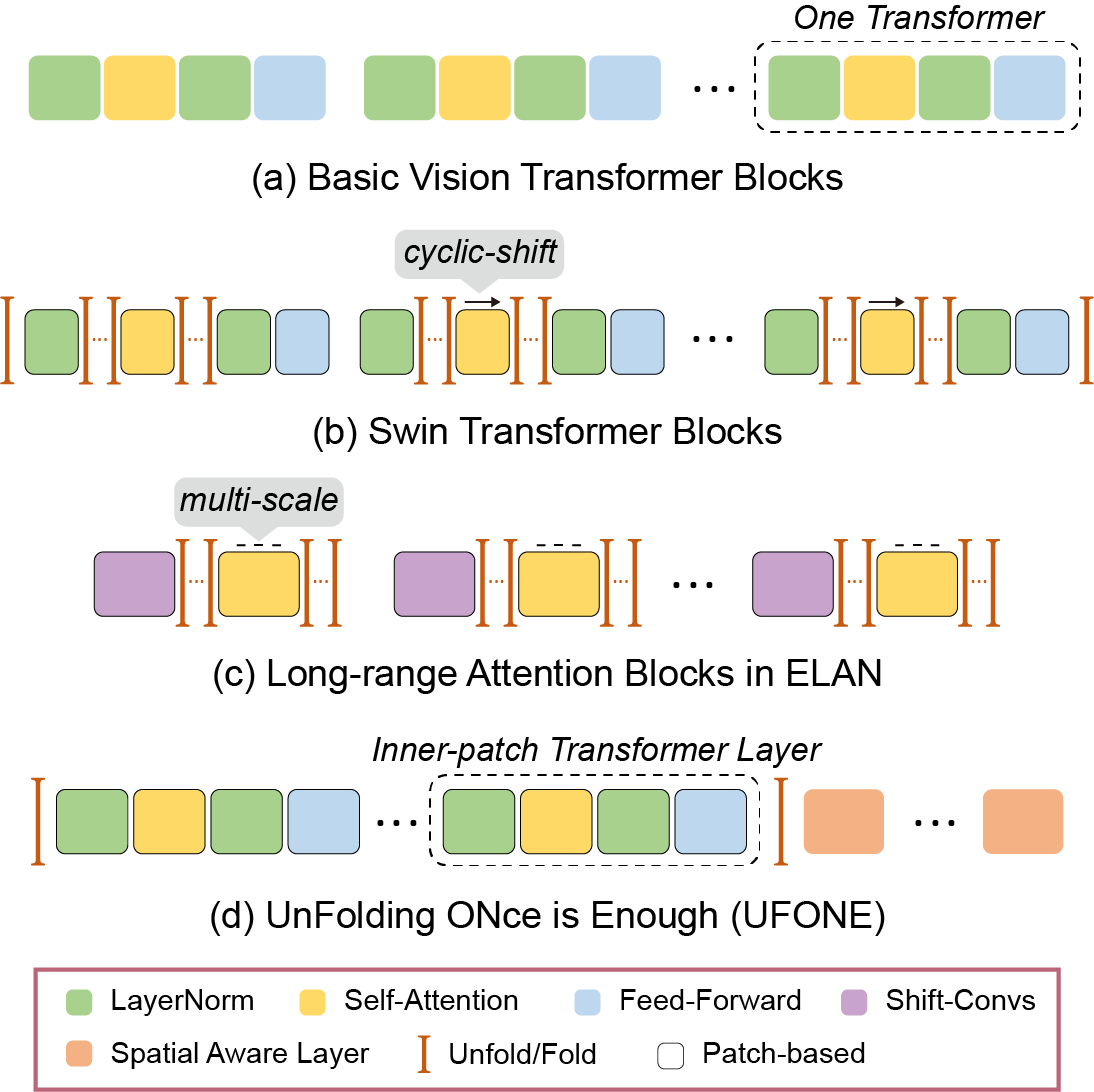 One Transformer
...
(a) Basic Vision Transformer Blocks
cyclic-shift
... ... ... ... ... ... ...
(b) Swin Transformer Blocks
multi-scale
... ... ... ... ... ... ...
(c) Long-range Attention Blocks in ELAN
Inner-patch Transformer Layer
... ...
(d) UnFolding ONce is Enough (UFONE)
LayerNorm Self-Attention Feed-Forward Shift-Convs
Spatial Aware Layer Unfold/Fold Patch-based